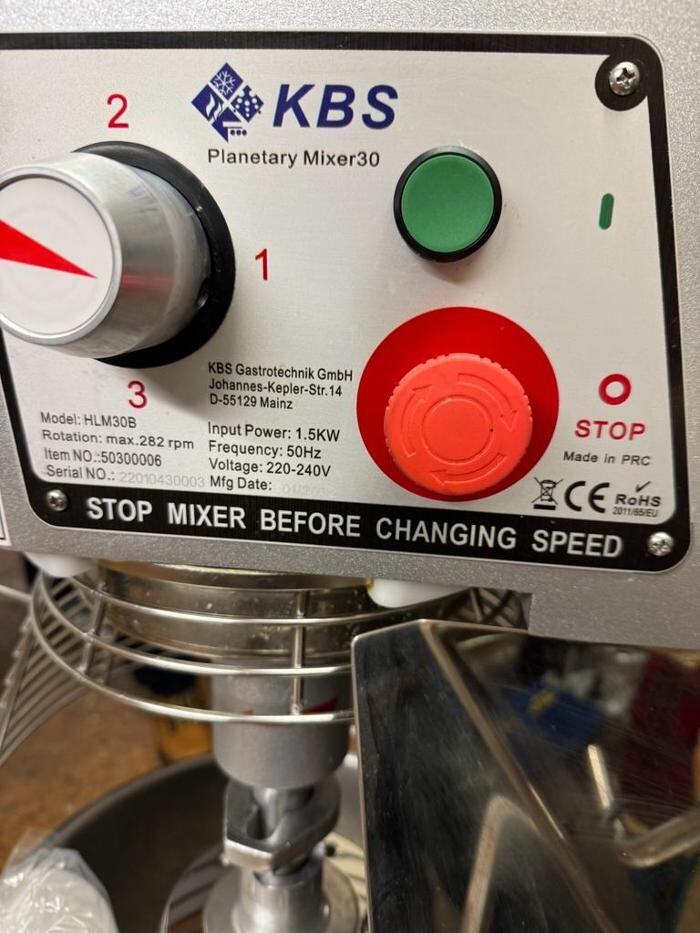 KBS
Planetary Mixer30
2
1
3
KBS Gastrotechnik GmbH
Johannes-Kepler-Str.14
D-55129 Mainz
Model: HLM30B
Rotation: max.282 rpm
Item NO.:50300006
Serial NO.: 22010430003
Input Power: 1.5KW
Frequency: 50Hz
Voltage: 220-240V
Mfg Date:
STOP
Made in PRC
CE
RoHS
2011/65/EU
STOP MIXER BEFORE CHANGING SPEED